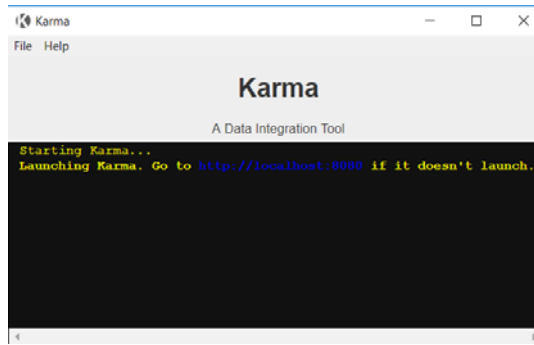 Karma
File Help
Karma
A Data Integration Tool
Starting Karma...
Launching Karma. Go to http://localhost:8080 if it doesn't launch.